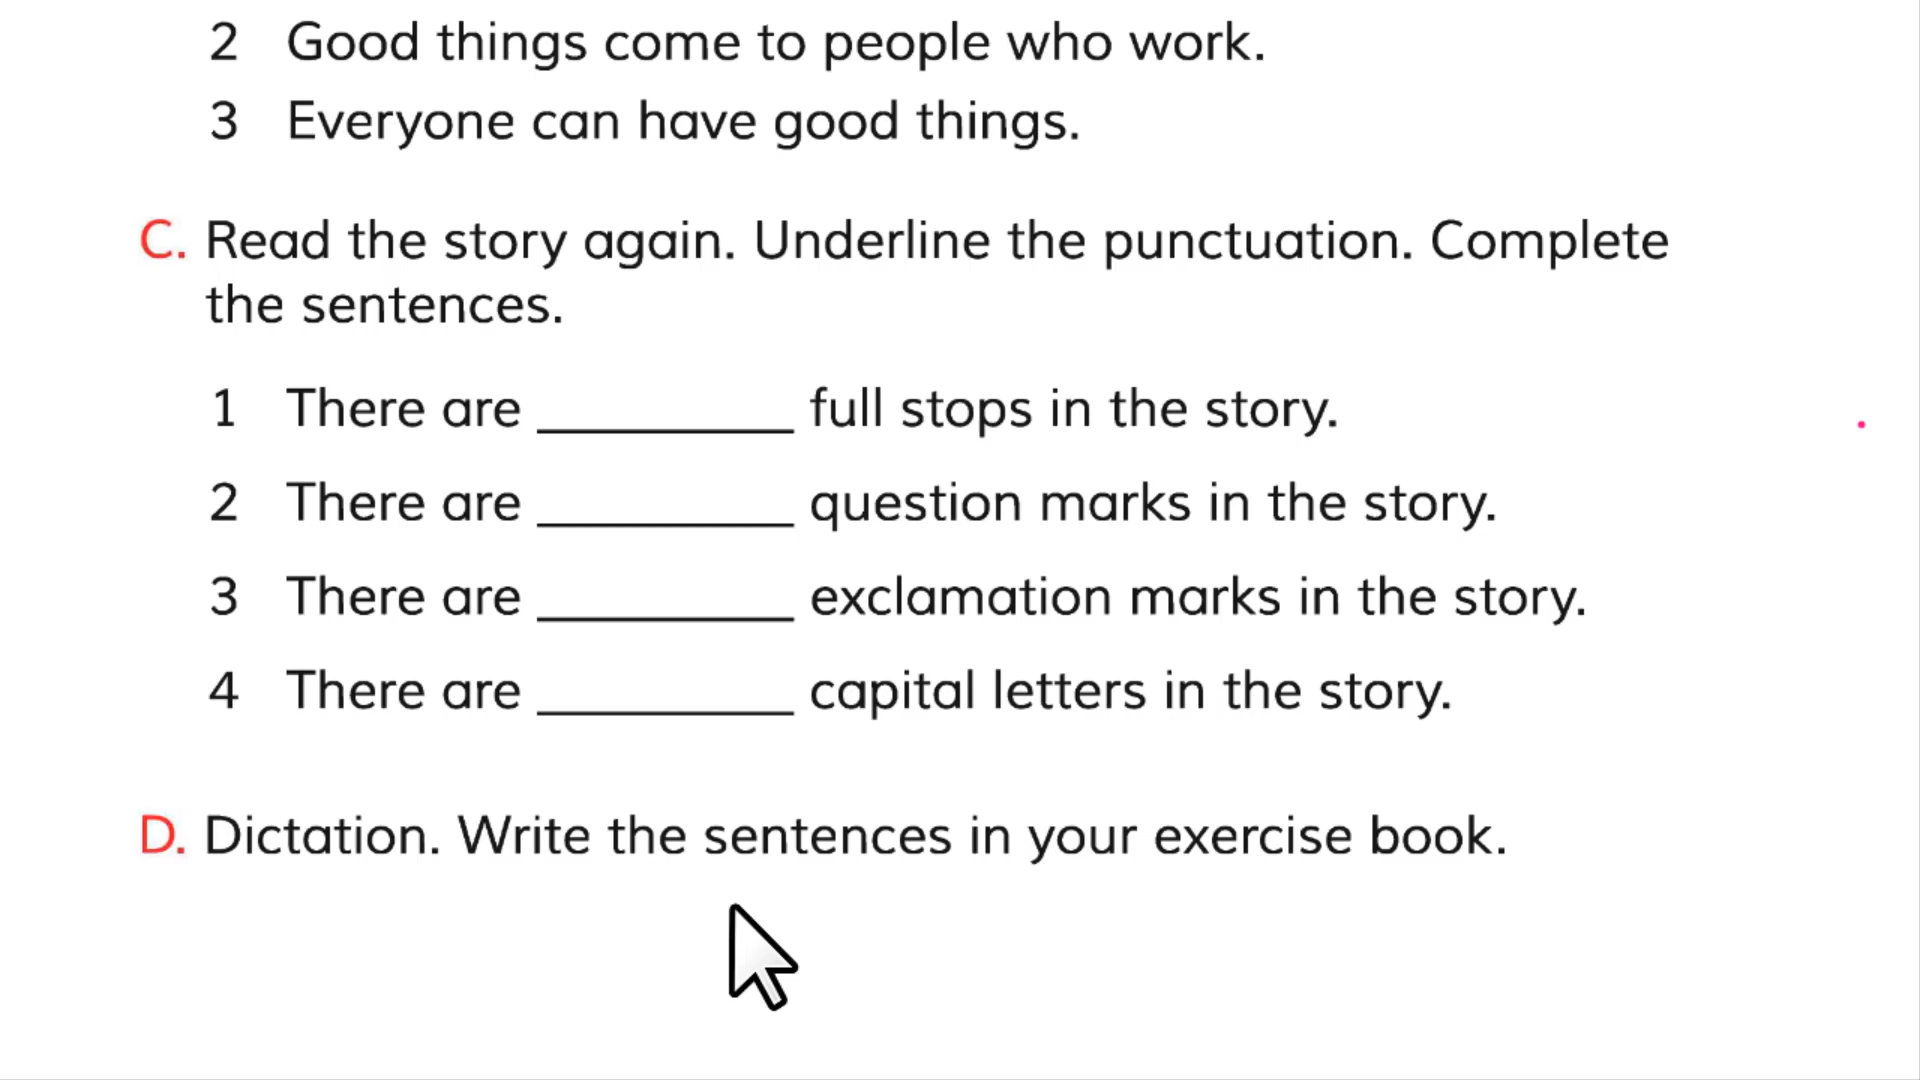 2 Good things come to people who work.
3 Everyone can have good things.
C. Read the story again. Underline the punctuation. Complete
the sentences.
1 There are __________ full stops in the story.
2 There are __________ question marks in the story.
3 There are __________ exclamation marks in the story.
4 There are __________ capital letters in the story.
D. Dictation. Write the sentences in your exercise book.